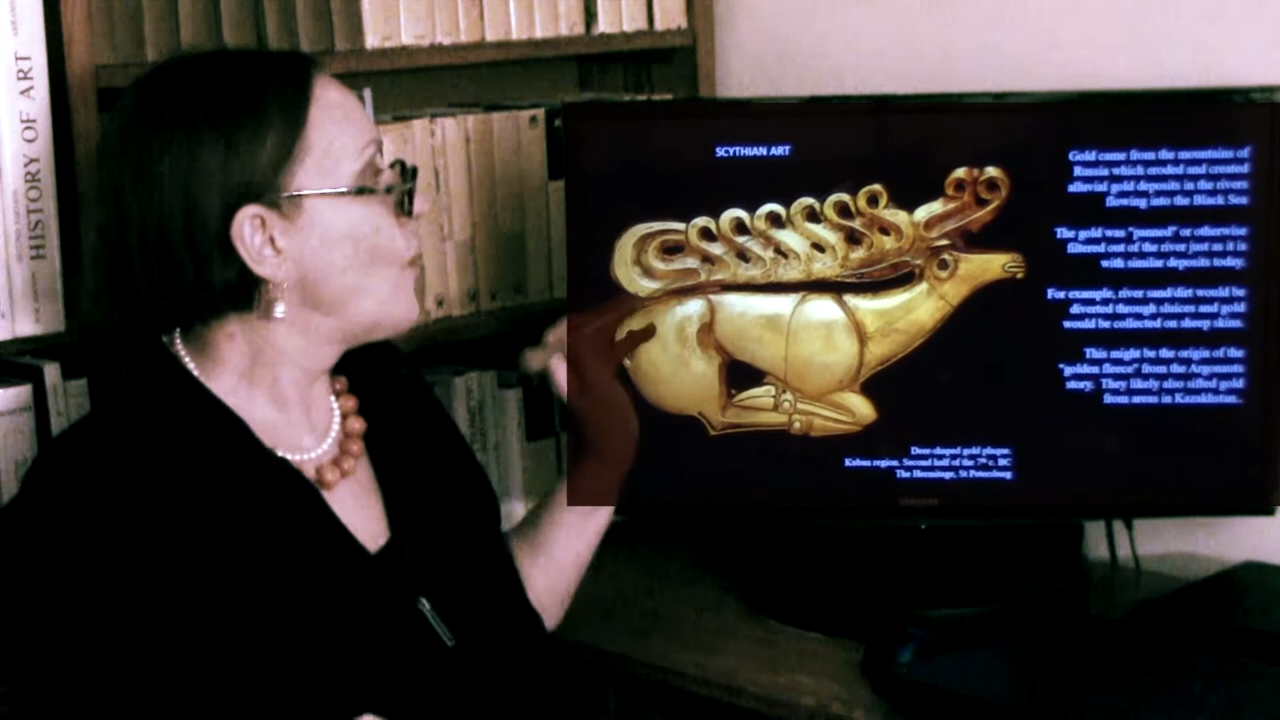 HISTORY OF ART
SCYTHIAN ART
Gold came from the mountains of
Russia which eroded and created
alluvial gold deposits in the rivers
flowing into the Black Sea
The gold was "panned" or otherwise
filtered out of the river just as it is
with similar deposits today.
For example, river sand/dirt would be
diverted through sluices and gold
would be collected on sheep skins.
This might be the origin of the
"golden fleece" from the Argonauts
story. They likely also sifted gold
from areas in Kazakhstan..
Deer-shaped gold plaque.
Kuban region. Second half of the 7th c. BC
The Hermitage, St Petersburg
SAMSUNG